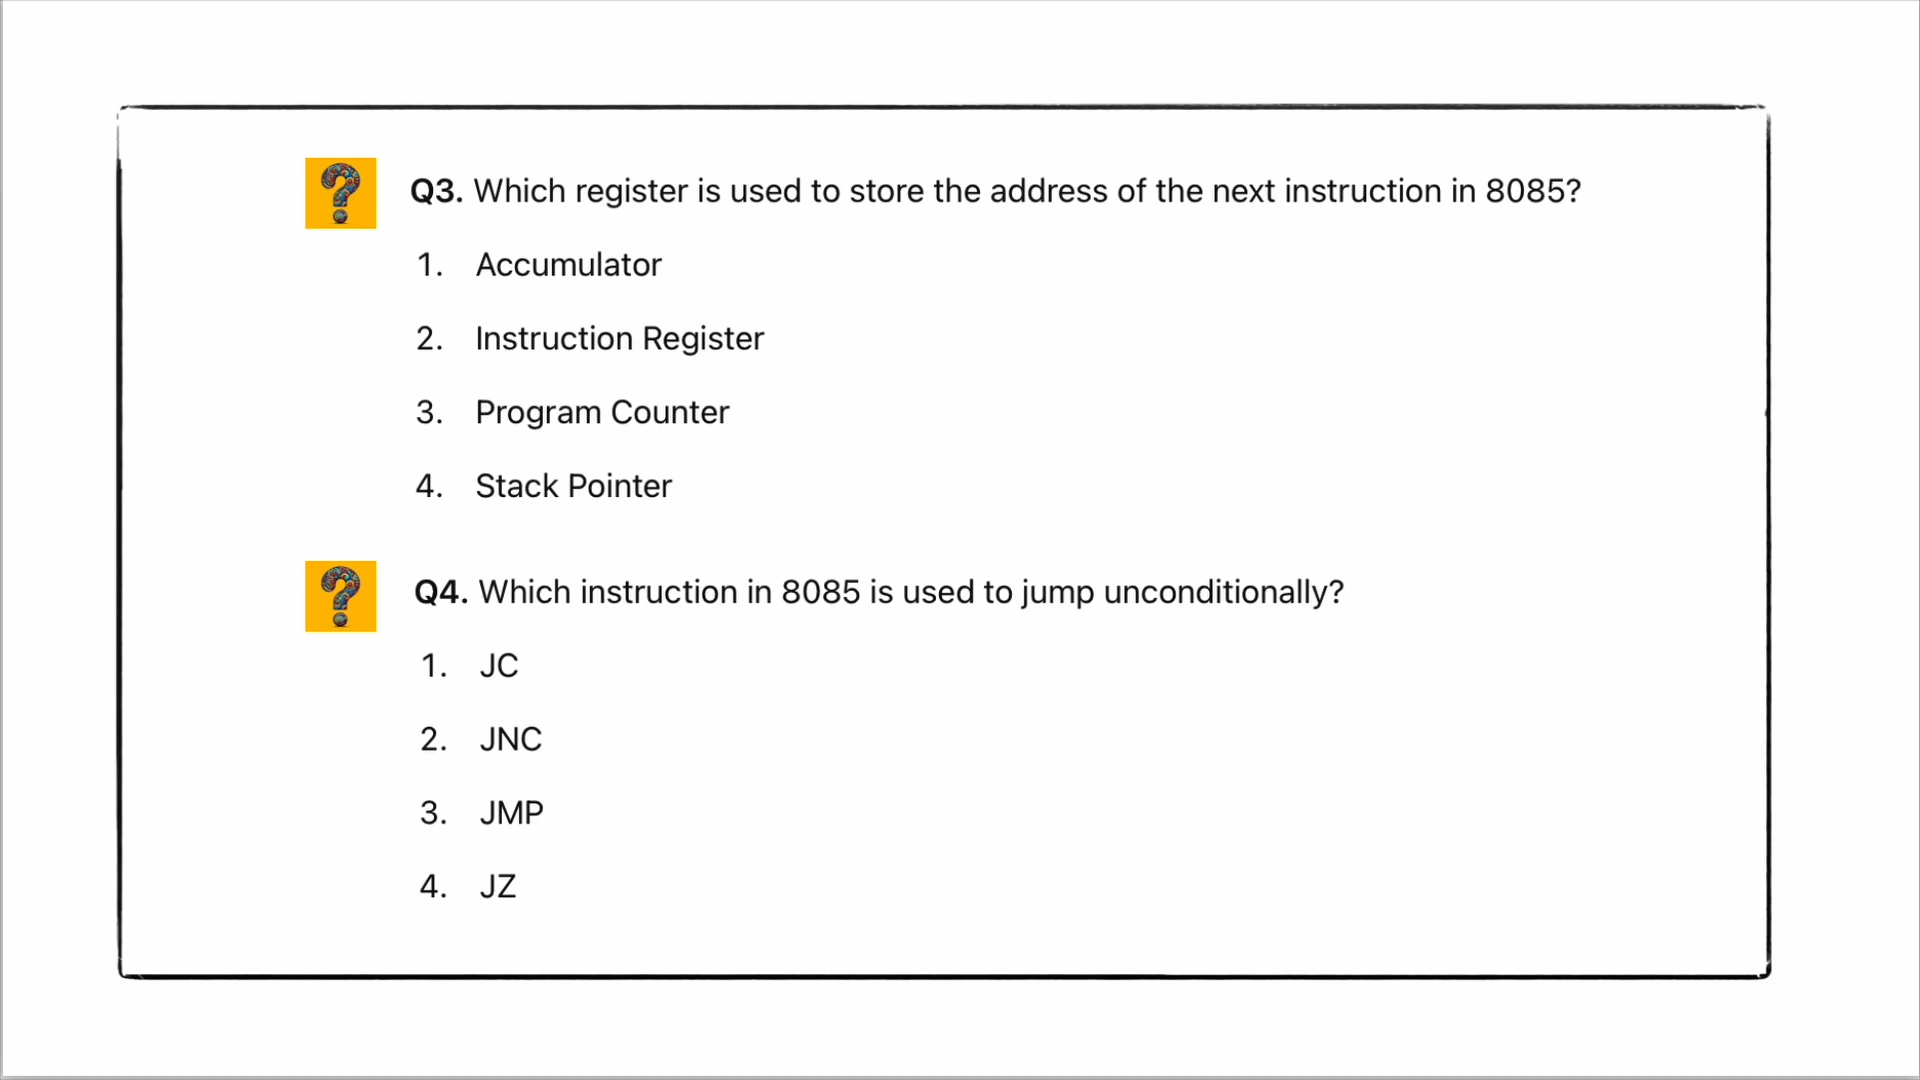 Q3. Which register is used to store the address of the next instruction in 8085?
1. Accumulator
2. Instruction Register
3. Program Counter
4. Stack Pointer
Q4. Which instruction in 8085 is used to jump unconditionally?
1. JC
2. JNC
3. JMP
4. JZ